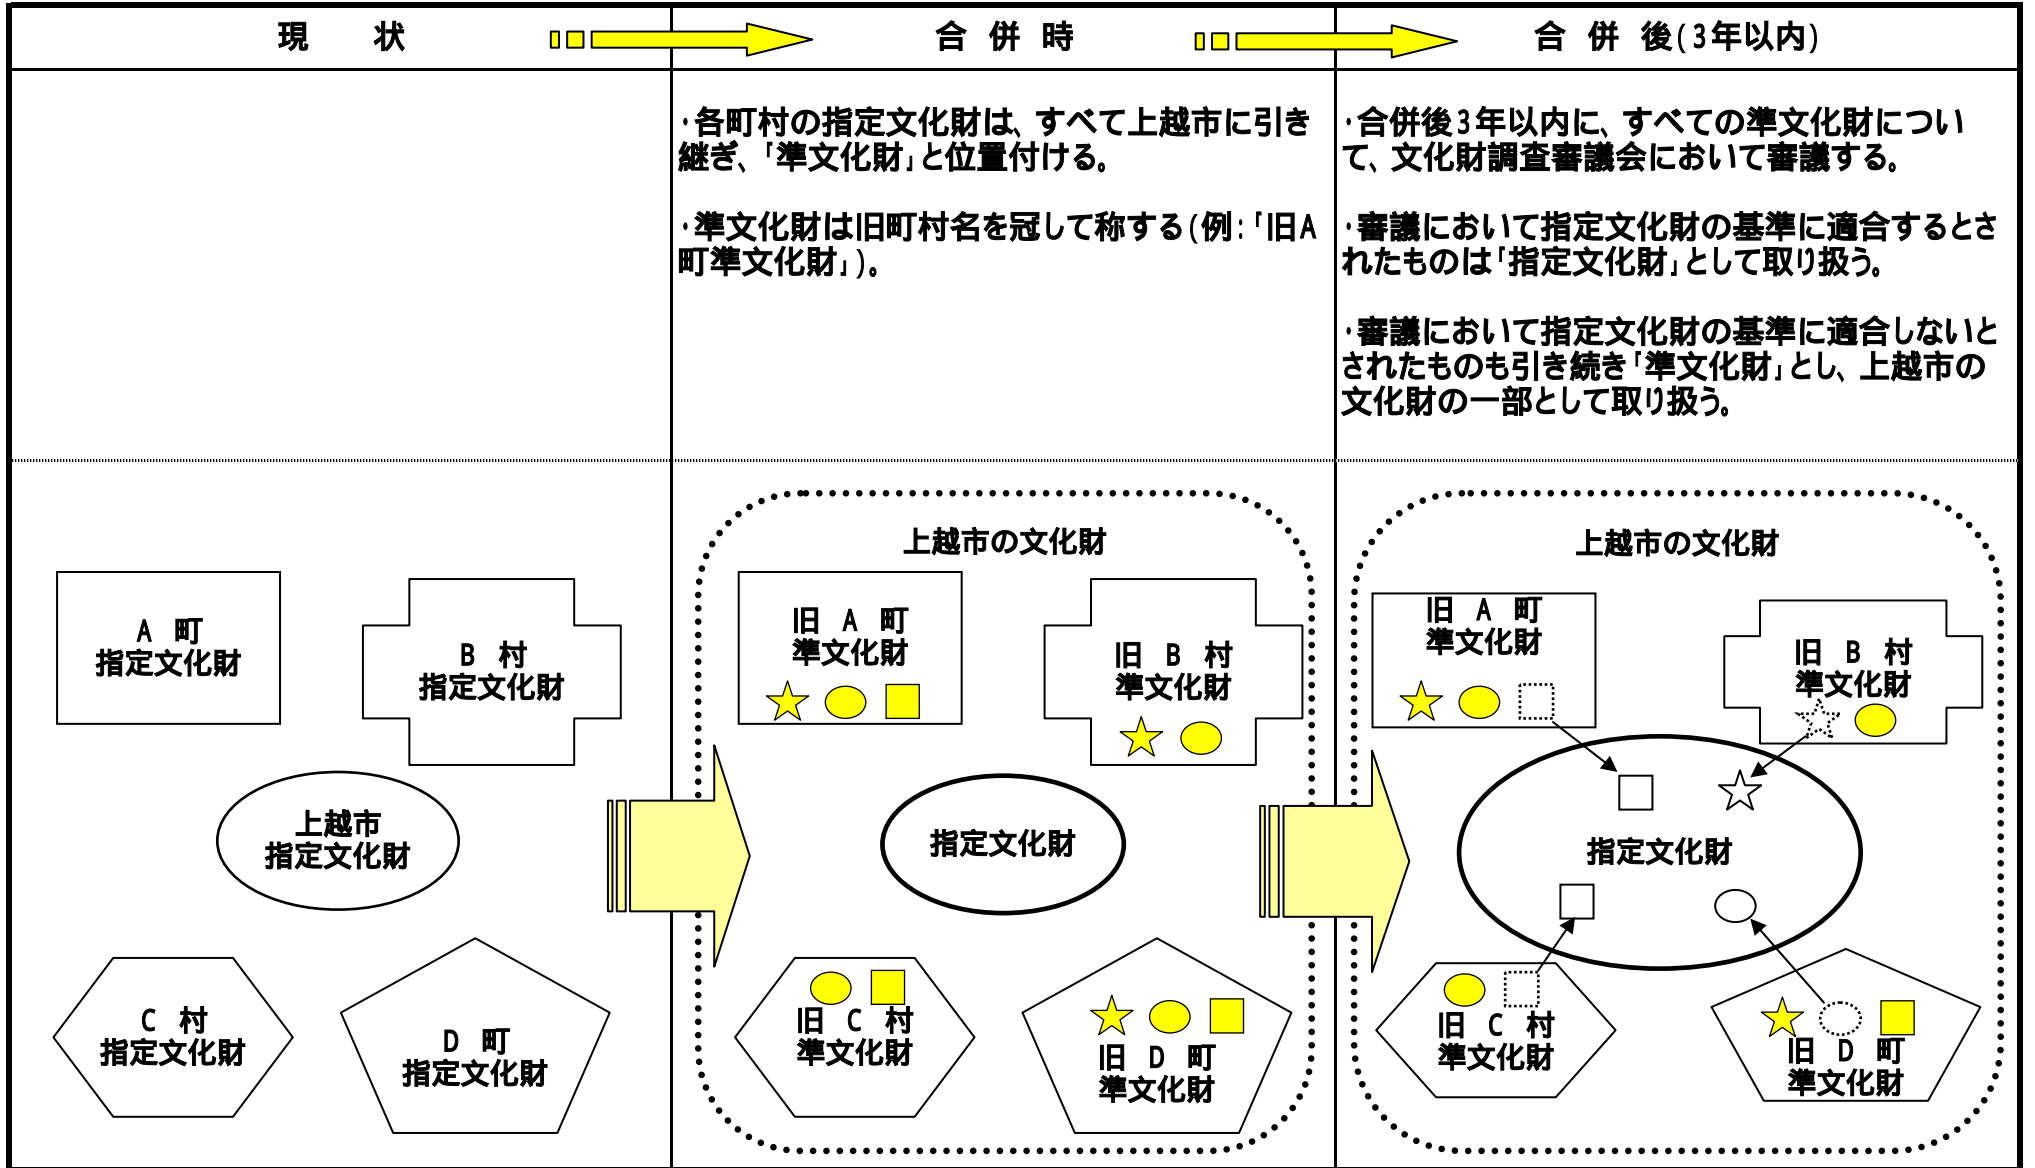 現　　状
合　併　時
合　併　後(3年以内)
・各町村の指定文化財は、すべて上越市に引き
継ぎ、「準文化財」と位置付ける。
・準文化財は旧町村名を冠して称する(例:「旧A
町準文化財」)。
・合併後3年以内に、すべての準文化財につい
て、文化財調査審議会において審議する。
・審議において指定文化財の基準に適合するとさ
れたものは「指定文化財」として取り扱う。
・審議において指定文化財の基準に適合しないと
されたものも引き続き「準文化財」とし、上越市の
文化財の一部として取り扱う。
A　町
指定文化財
B　村
指定文化財
上越市
指定文化財
C　村
指定文化財
D　町
指定文化財
上越市の文化財
旧　A　町
準文化財
旧　B　村
準文化財
指定文化財
旧　C　村
準文化財
旧　D　町
準文化財
上越市の文化財
旧　A　町
準文化財
旧　B　村
準文化財
指定文化財
旧　C　村
準文化財
旧　D　町
準文化財